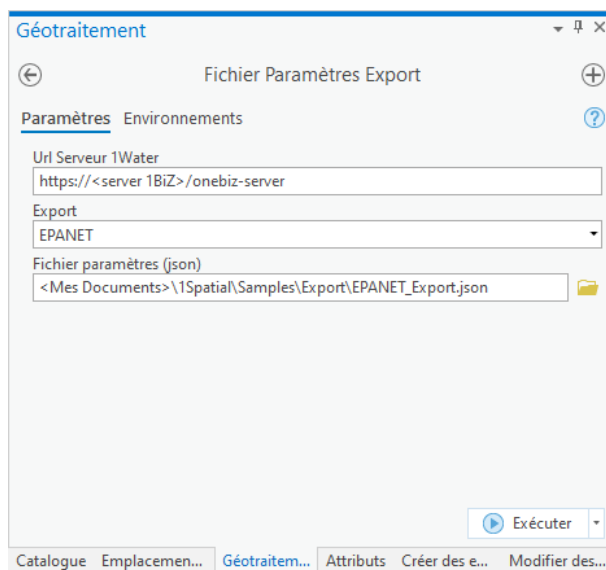 Géotraitement
Fichier Paramètres Export
Paramètres Environnements
Url Serveur 1Water
https://<server 1BiZ>/onebiz-server
Export
EPANET
Fichier paramètres (json)
<Mes Documents>\1Spatial\Samples\Export\EPANET_Export.json
Exécuter
Catalogue Emplacemen... Géotraitem... Attributs Créer des e... Modifier des...